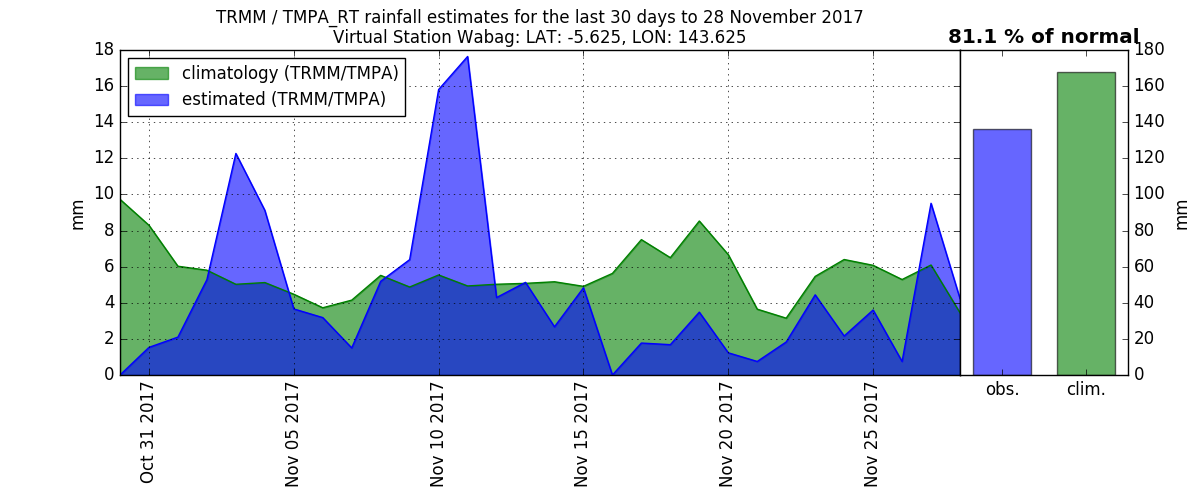 TRMM / TMPA_RT rainfall estimates for the last 30 days to 28 November 2017
Virtual Station Wabag: LAT: -5.625, LON: 143.625
81.1 % of normal
climatology (TRMM/TMPA)
estimated (TRMM/TMPA)
mm
18
16
14
12
10
8
6
4
2
0
Oct 31 2017
Nov 05 2017
Nov 10 2017
Nov 15 2017
Nov 20 2017
Nov 25 2017
180
160
140
120
100
80
60
40
20
0
mm
obs.
clim.